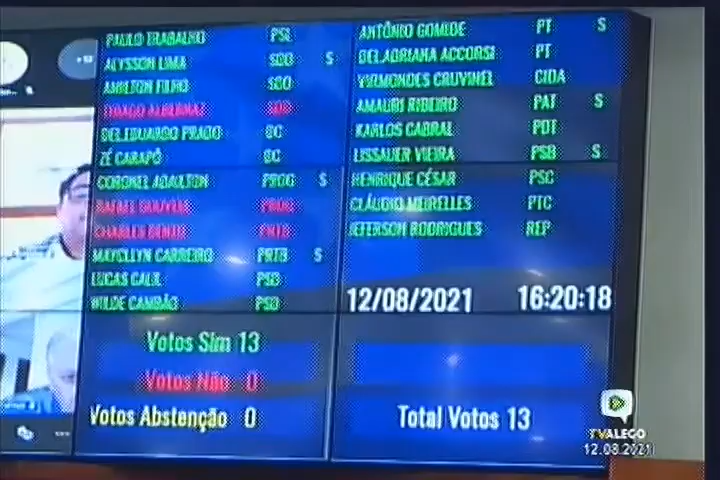 PAULO TRABALHO PSL
ALYSSON LIMA SDD S
AMILTON FILHO SDD
THIAGO ALBERNAZ SDD
DEL.EDUARDO PRADO DC
ZÉ CARAPÔ DC
CORONEL ADAILTON PROG S
RAFAEL GOUVEIA PROG
CHARLES BENTO PRTB
MAYCLLYN CARREIRO PRTB S
LUCAS CALIL PSD
WILDE CAMBÃO PSD
Votos Sim 13
Votos Não 0
Votos Abstenção 0
ANTÔNIO GOMIDE PT S
DEL.ADRIANA ACCORSI PT
VIRMONDES CRUVINEL CIDA
AMAURI RIBEIRO PAT S
KARLOS CABRAL PDT
LISSAUER VIEIRA PSB S
HENRIQUE CÉSAR PSC
CLÁUDIO MEIRELLES PTC
JEFERSON RODRIGUES REP
12/08/2021 16:20:18
Total Votos 13
TVALEGO
12.08.2021